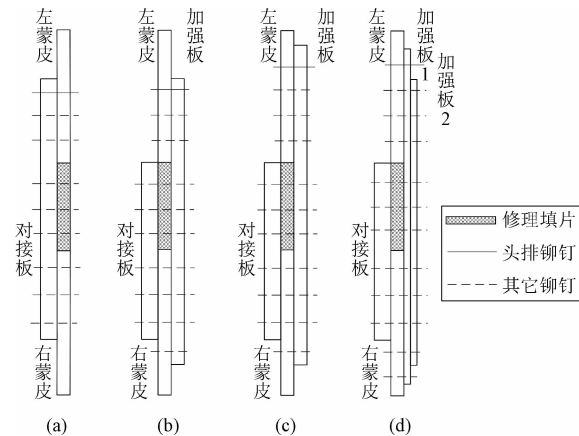 左蒙皮
对接板
右蒙皮
(a)
左蒙皮
加强板
对接板
右蒙皮
(b)
左蒙皮
加强板
对接板
右蒙皮
(c)
左蒙皮
加强板1
加强板2
对接板
右蒙皮
(d)
修理填片
头排铆钉
其它铆钉